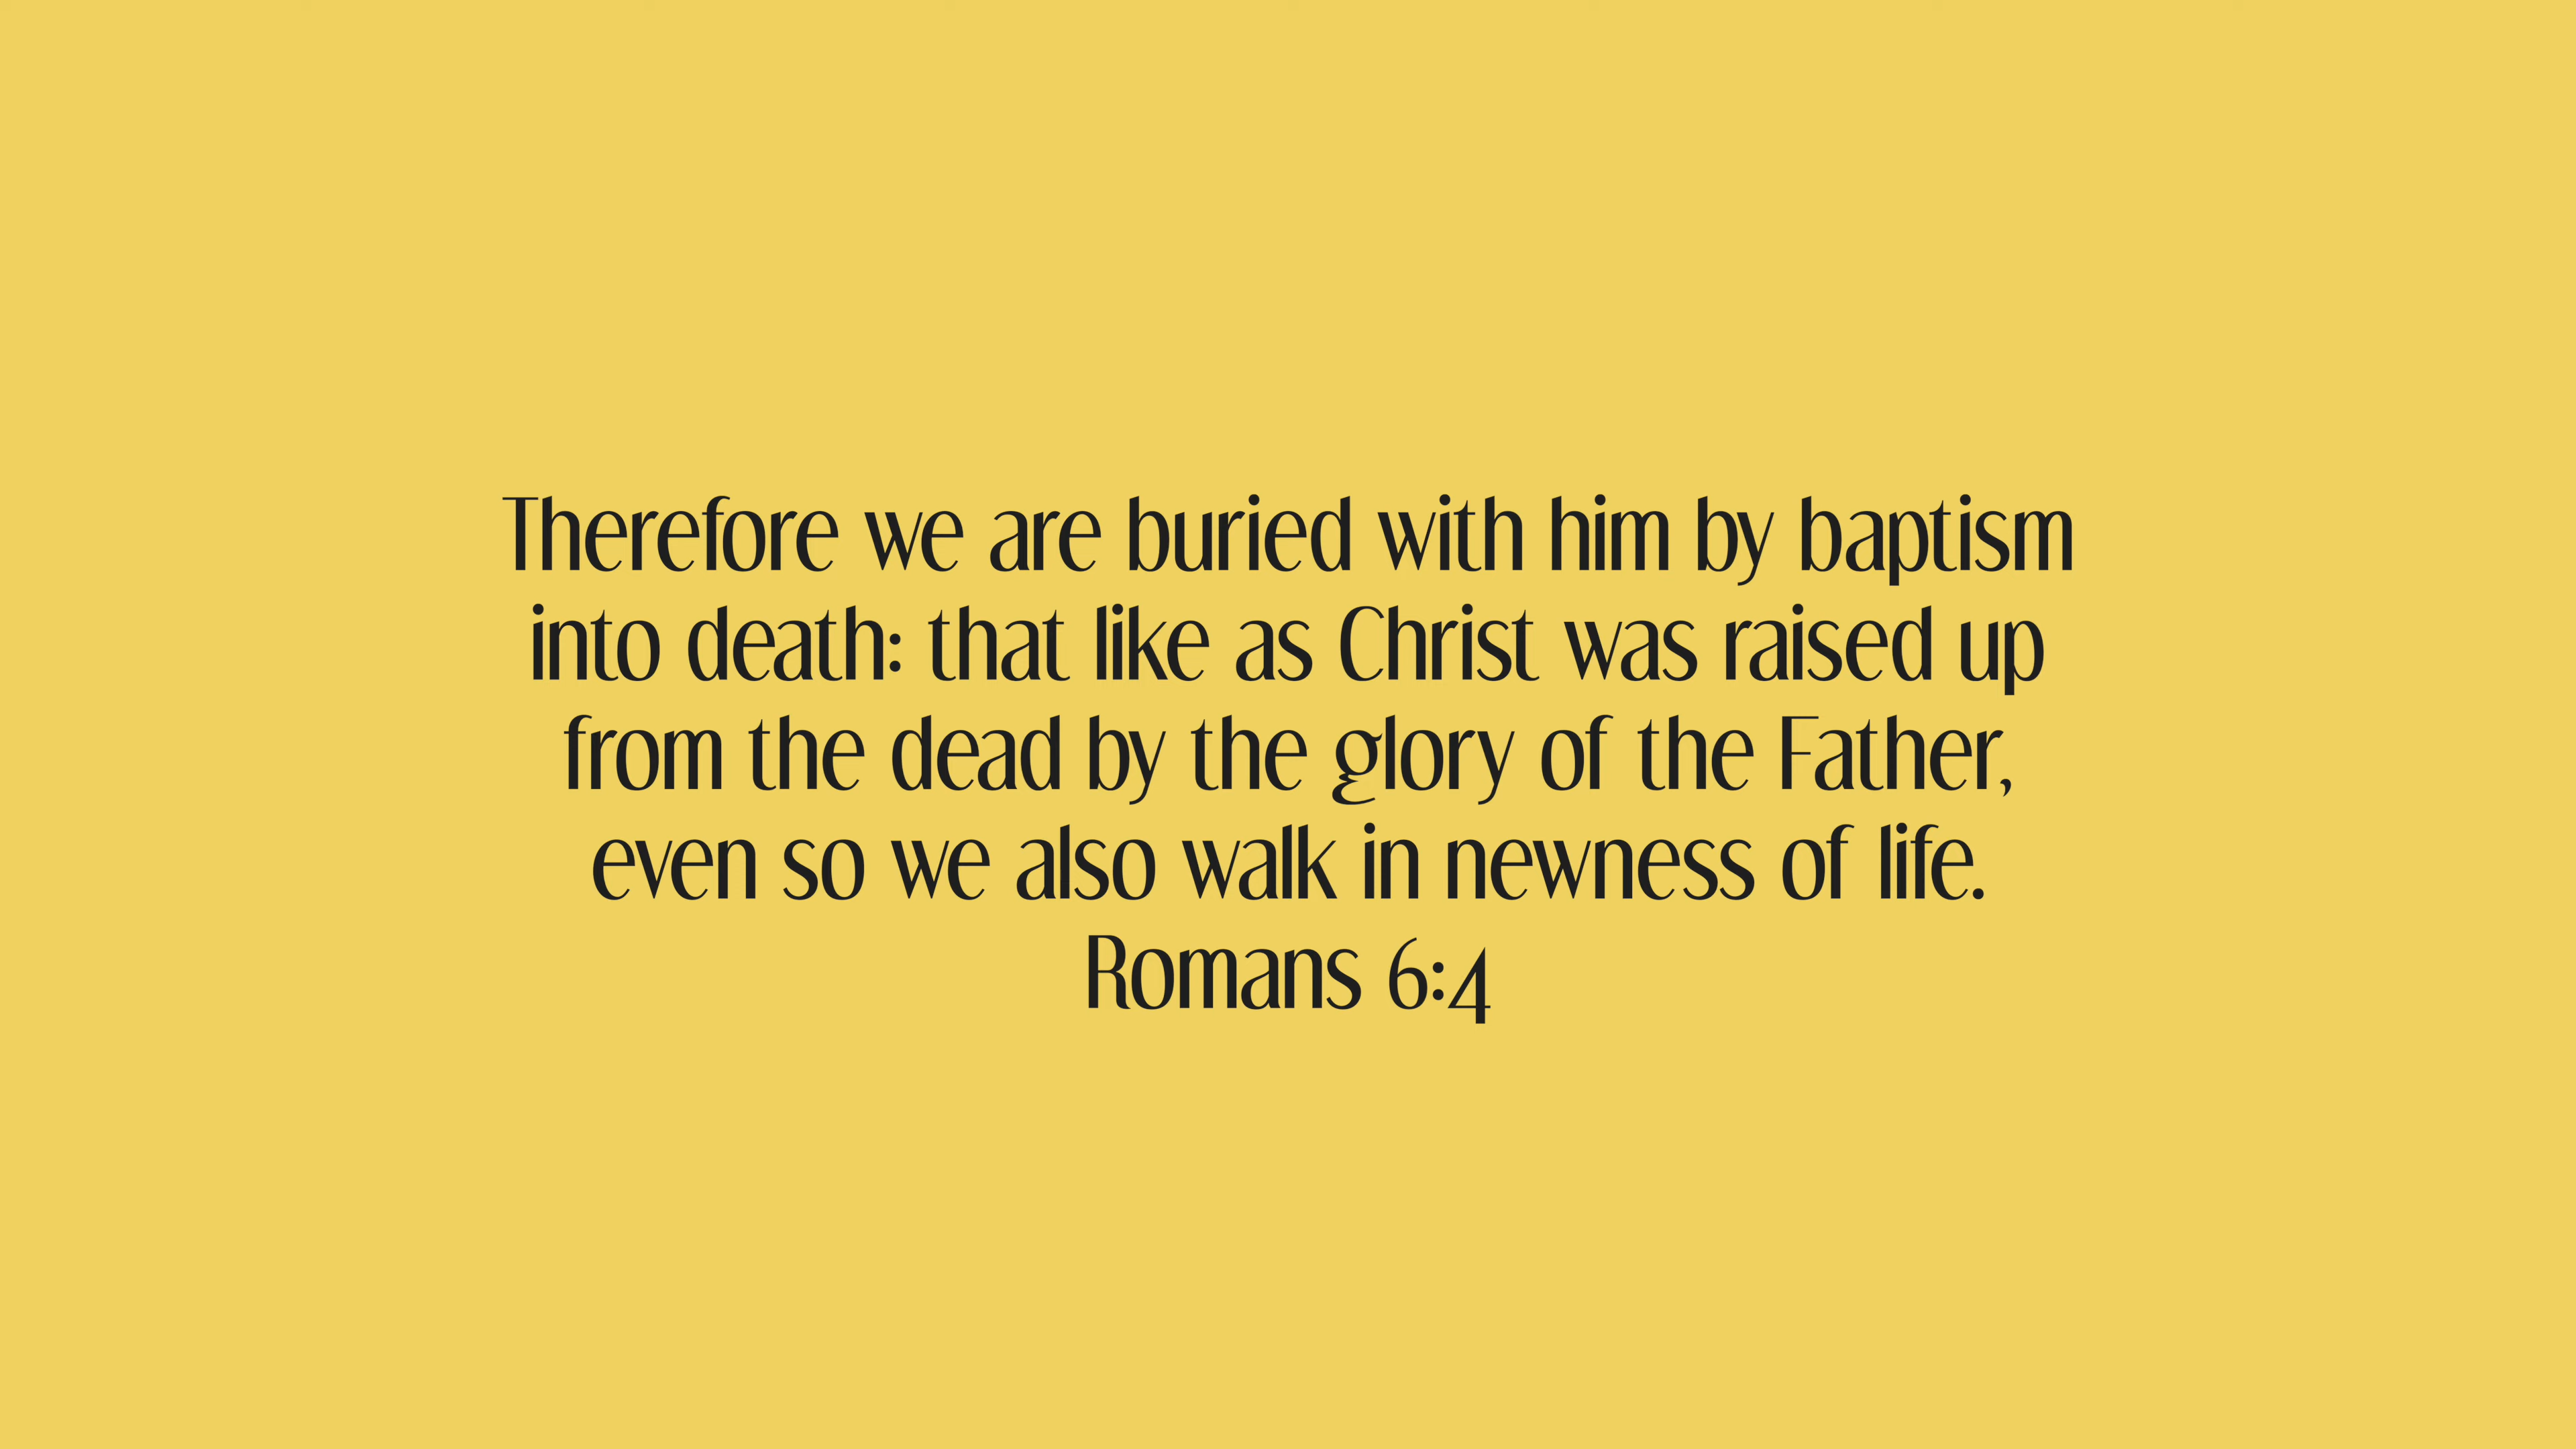 Therefore we are buried with him by baptism
into death: that like as Christ was raised up
from the dead by the glory of the Father,
even so we also walk in newness of life.
Romans 6:4